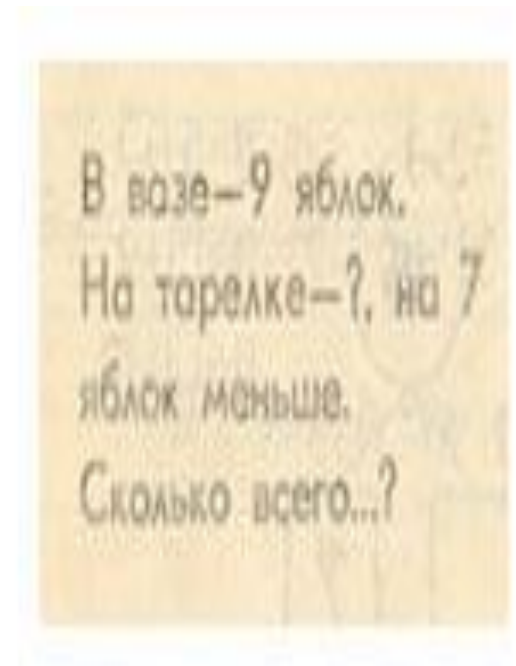 В вазе–9 яблок.
На тарелке–?, на 7
яблок меньше.
Сколько всего...?